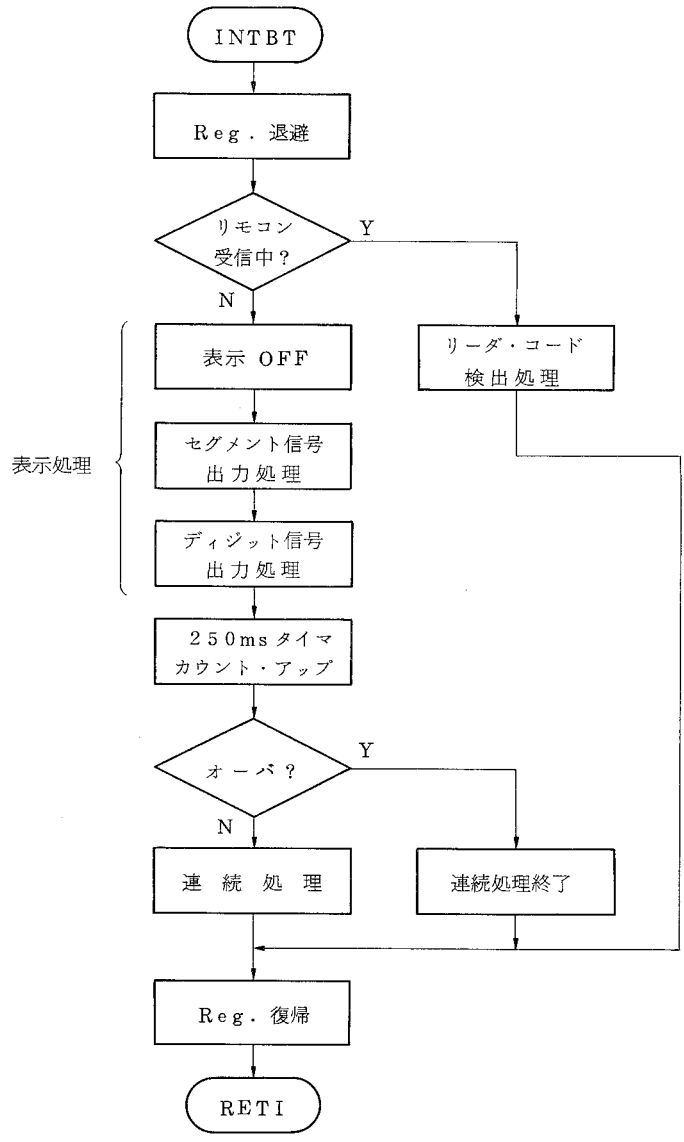 INTBT
Reg. 退避
リモコン
受信中?
Y
N
表示 OFF
リーダ・コード
検出処理
セグメント信号
出力処理
表示処理
ディジット信号
出力処理
250ms タイマ
カウント・アップ
オーバ?
Y
N
連続処理
連続処理終了
Reg. 復帰
RETI